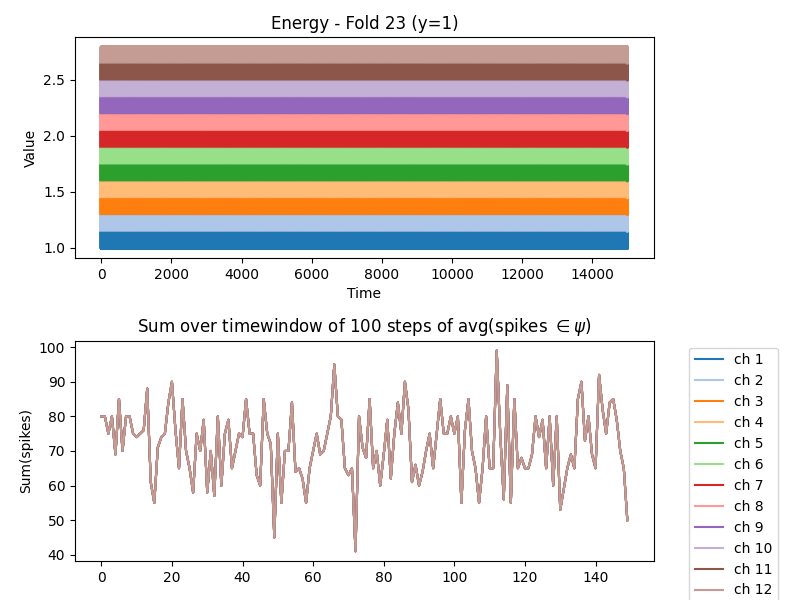 Energy - Fold 23 (y=1)
Value
2.5
2.0
1.5
1.0
0 2000 4000 6000 8000 10000 12000 14000
Time
Sum over timewindow of 100 steps of avg(spikes ∈ ψ)
Sum(spikes)
100
90
80
70
60
50
40
0 20 40 60 80 100 120 140
ch 1
ch 2
ch 3
ch 4
ch 5
ch 6
ch 7
ch 8
ch 9
ch 10
ch 11
ch 12